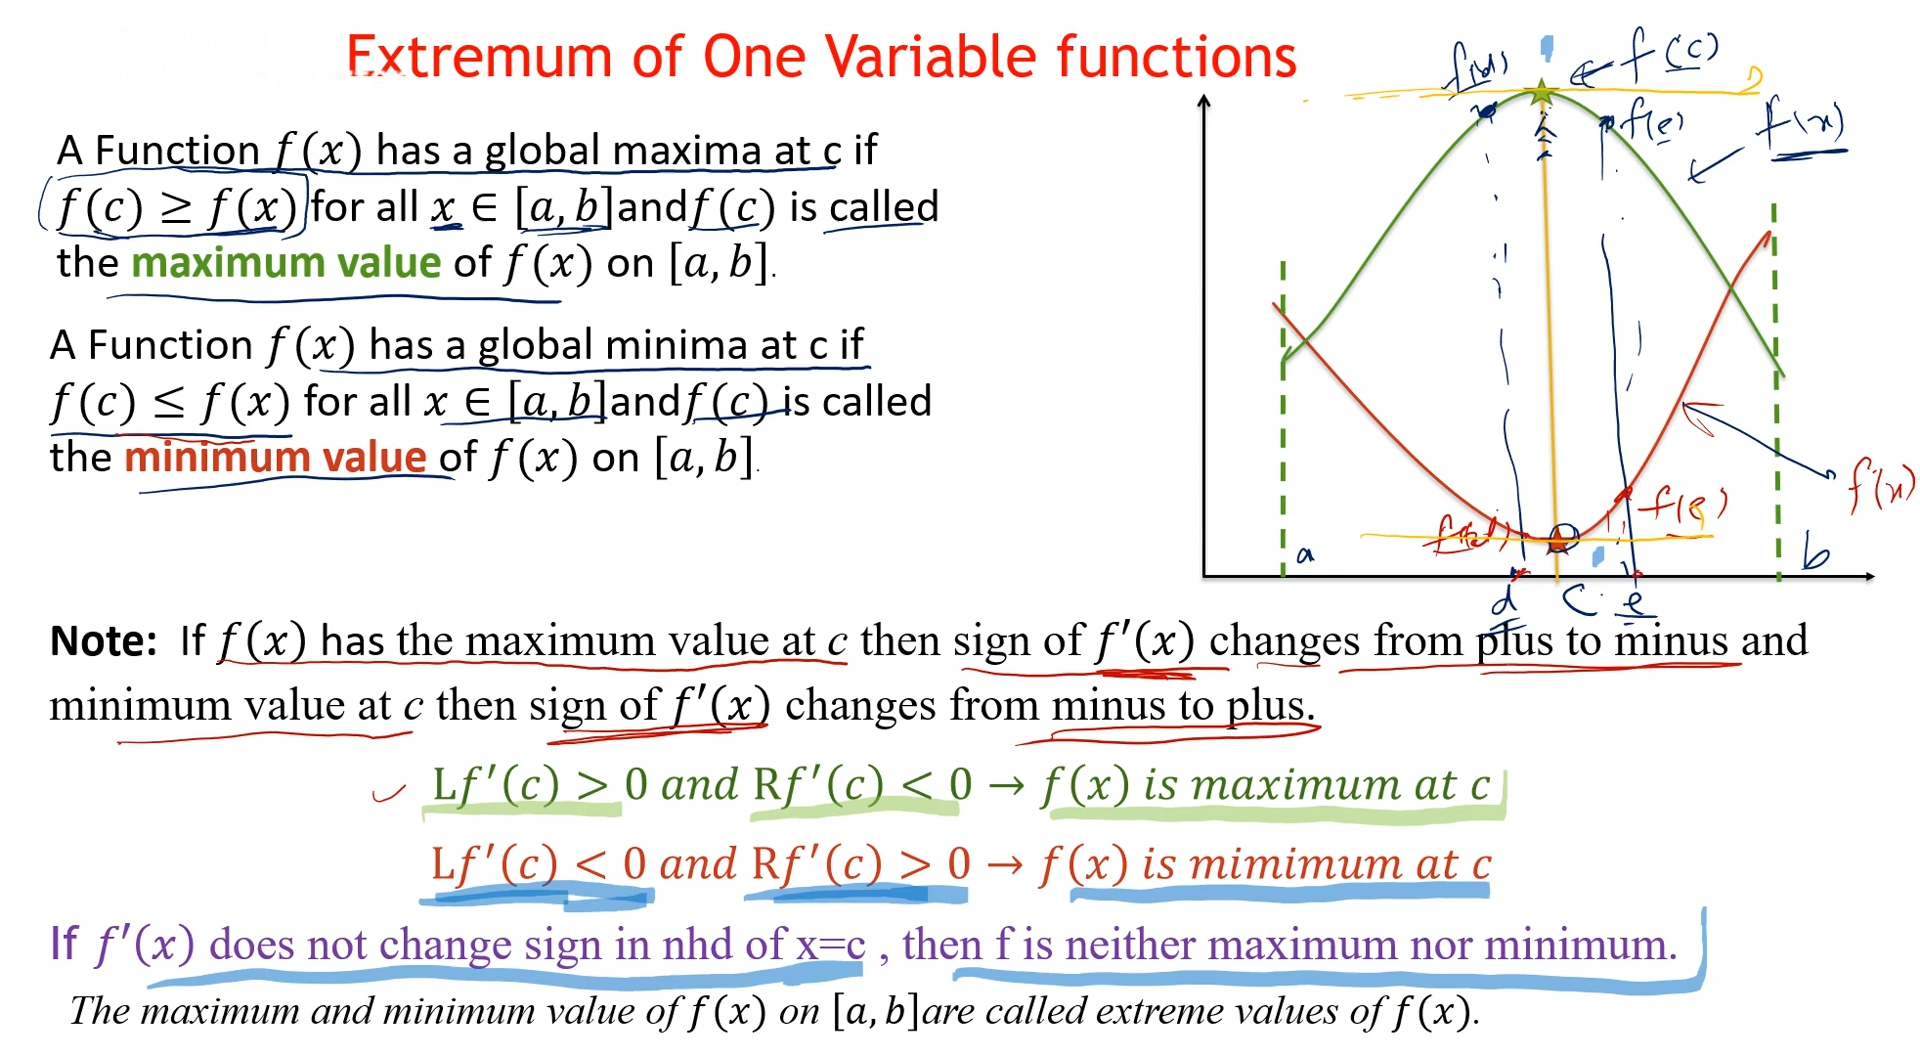 Extremum of One Variable functions
A Function f(x) has a global maxima at c if
f(c) ≥ f(x) for all x ∈ [a, b]andf(c) is called
the maximum value of f(x) on [a, b].
A Function f(x) has a global minima at c if
f(c) ≤ f(x) for all x ∈ [a, b]andf(c) is called
the minimum value of f(x) on [a, b].
f(d)
f(c)
f(e)
f(x)
f(x)
f(d)
f(e)
a
b
d
c
e
Note: If f(x) has the maximum value at c then sign of f′(x) changes from plus to minus and
minimum value at c then sign of f′(x) changes from minus to plus.
Lf′(c) > 0 and Rf′(c) < 0 → f(x) is maximum at c
Lf′(c) < 0 and Rf′(c) > 0 → f(x) is mimimum at c
If f′(x) does not change sign in nhd of x=c , then f is neither maximum nor minimum.
The maximum and minimum value of f(x) on [a, b]are called extreme values of f(x).